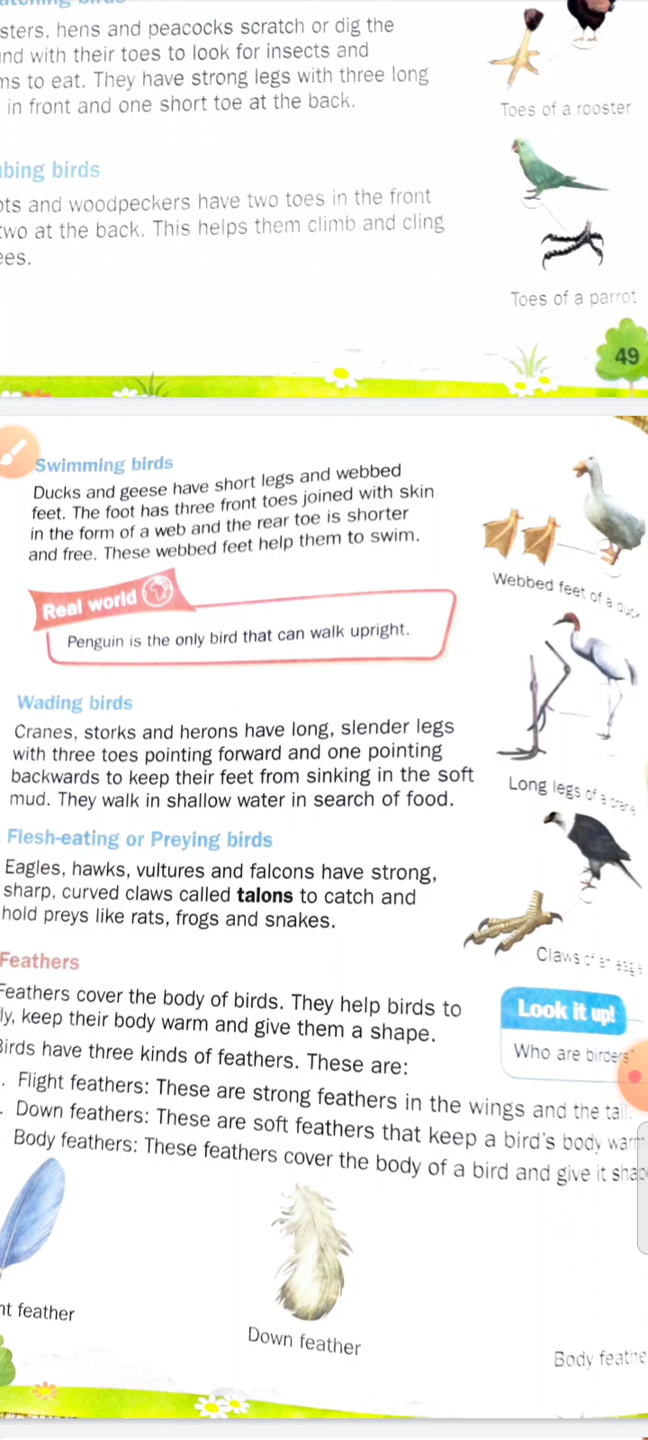 sters, hens and peacocks scratch or dig the
nd with their toes to look for insects and
ms to eat. They have strong legs with three long
in front and one short toe at the back.
Toes of a rooster
bing birds
ots and woodpeckers have two toes in the front
two at the back. This helps them climb and cling
ees.
Toes of a parrot
49
Swimming birds
Ducks and geese have short legs and webbed
feet. The foot has three front toes joined with skin
in the form of a web and the rear toe is shorter
and free. These webbed feet help them to swim.
Webbed feet of a duck
Real world
Penguin is the only bird that can walk upright.
Wading birds
Cranes, storks and herons have long, slender legs
with three toes pointing forward and one pointing
backwards to keep their feet from sinking in the soft
mud. They walk in shallow water in search of food.
Long legs of a crane
Flesh-eating or Preying birds
Eagles, hawks, vultures and falcons have strong,
sharp, curved claws called talons to catch and
hold preys like rats, frogs and snakes.
Claws of an eagle
Feathers
Feathers cover the body of birds. They help birds to
ly, keep their body warm and give them a shape.
Birds have three kinds of feathers. These are:
Look it up!
Who are birders?
. Flight feathers: These are strong feathers in the wings and the tail.
. Down feathers: These are soft feathers that keep a bird's body warm
Body feathers: These feathers cover the body of a bird and give it shape
ht feather
Down feather
Body feathe